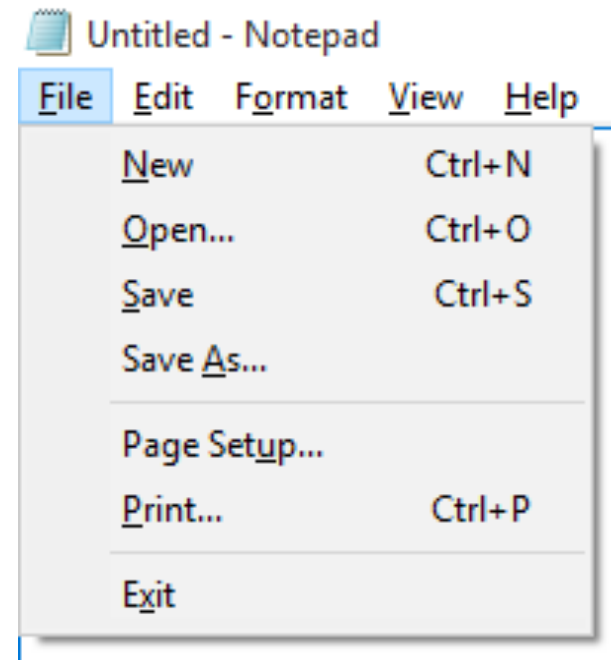 Untitled - Notepad
File Edit Format View Help
New Ctrl+N
Open... Ctrl+O
Save Ctrl+S
Save As...
Page Setup...
Print... Ctrl+P
Exit